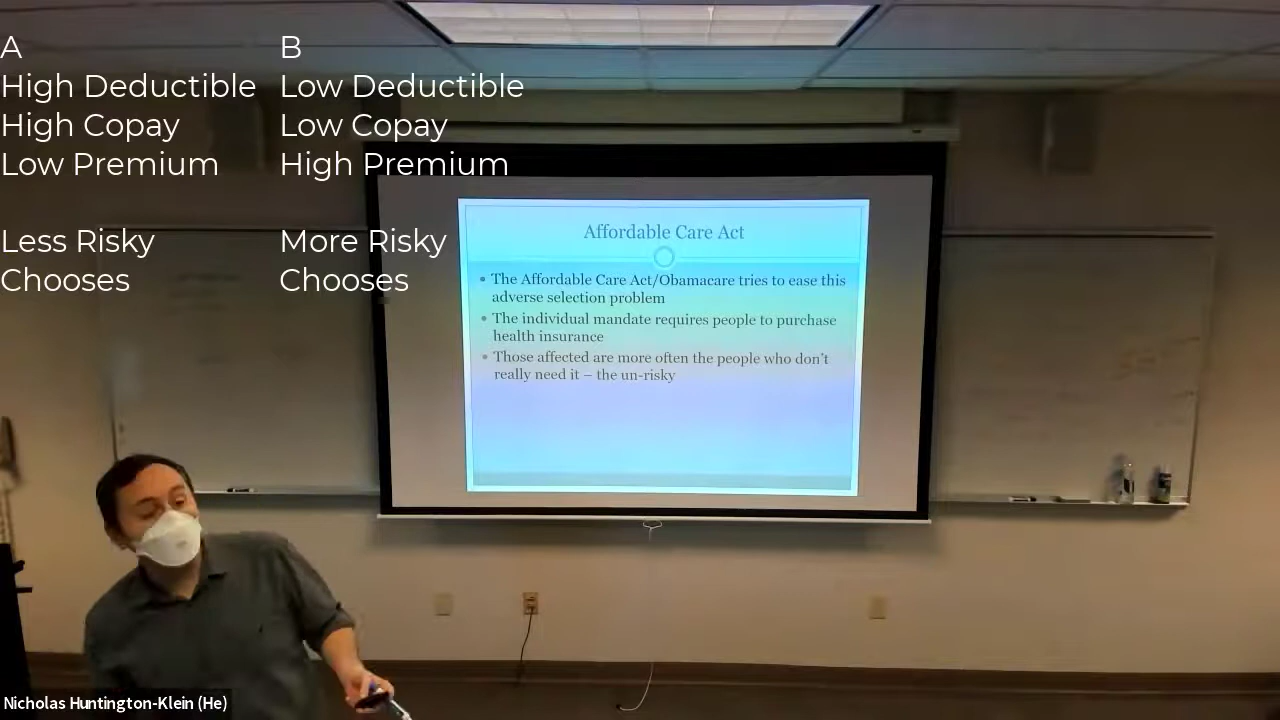 A
High Deductible
High Copay
Low Premium
Less Risky
Chooses
B
Low Deductible
Low Copay
High Premium
More Risky
Chooses
Affordable Care Act
• The Affordable Care Act/Obamacare tries to ease this
adverse selection problem
• The individual mandate requires people to purchase
health insurance
• Those affected are more often the people who don't
really need it – the un-risky
Nicholas Huntington-Klein (He)